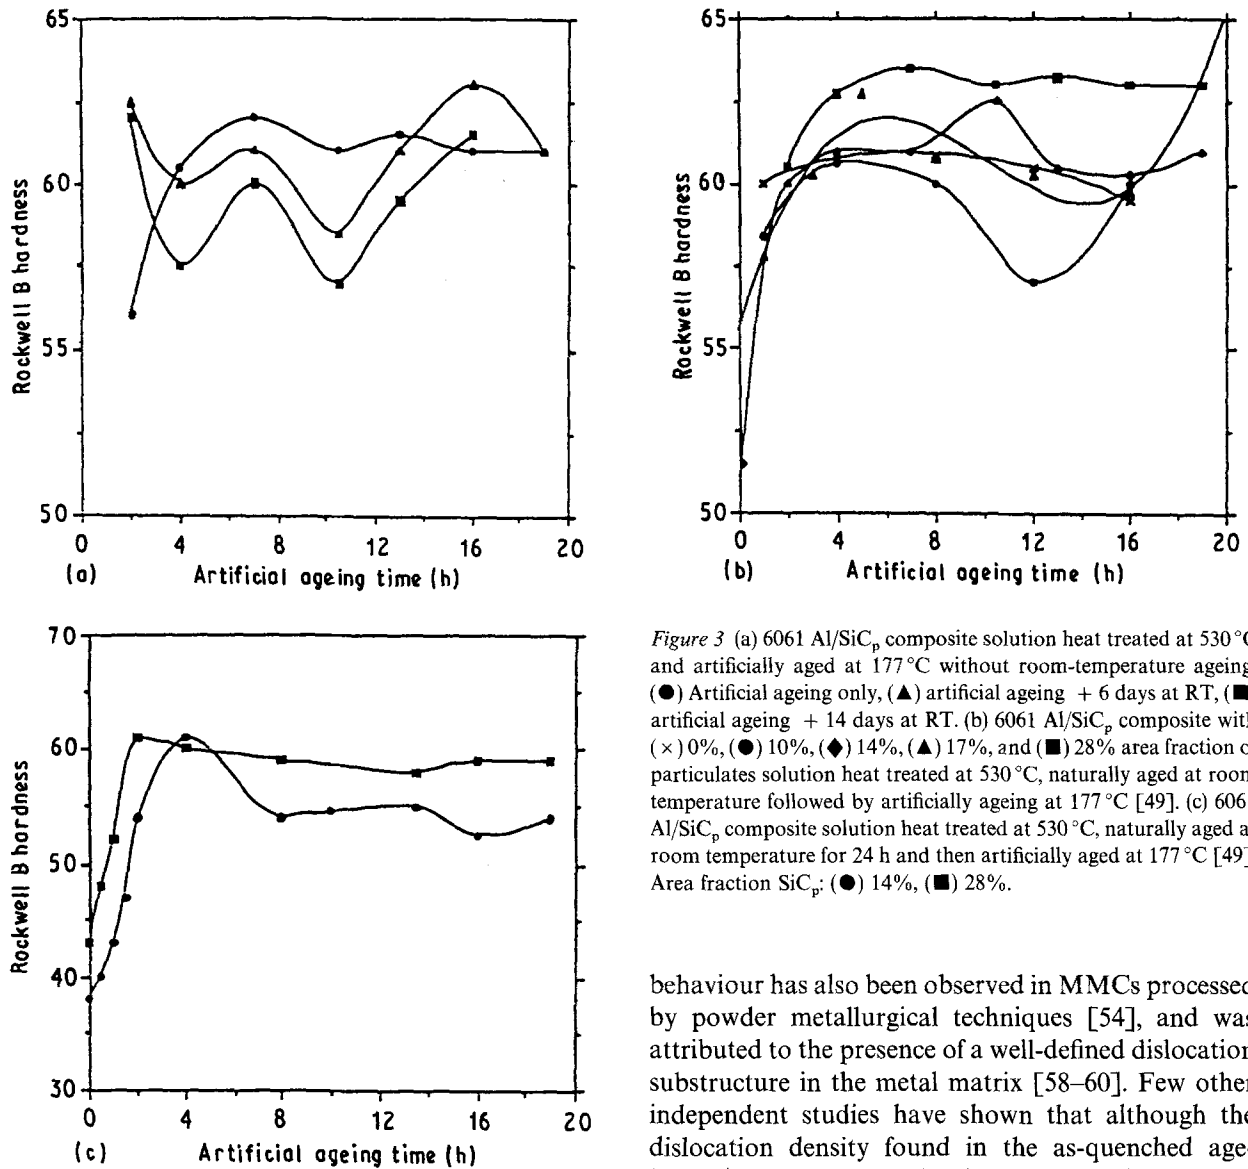 65
60
55
50
Rockwell B hardness
0 4 8 12 16 20
(a) Artificial ageing time (h)
65
60
55
50
Rockwell B hardness
0 4 8 12 16 20
(b) Artificial ageing time (h)
70
60
50
40
30
Rockwell B hardness
0 4 8 12 16 20
(c) Artificial ageing time (h)
Figure 3 (a) 6061 Al/SiCp composite solution heat treated at 530 °C
and artificially aged at 177 °C without room-temperature ageing
(●) Artificial ageing only, (▲) artificial ageing + 6 days at RT, (■
artificial ageing + 14 days at RT. (b) 6061 Al/SiCp composite wit
(×) 0%, (●) 10%, (◆) 14%, (▲) 17%, and (■) 28% area fraction o
particulates solution heat treated at 530 °C, naturally aged at room
temperature followed by artificially ageing at 177 °C [49]. (c) 606
Al/SiCp composite solution heat treated at 530 °C, naturally aged a
room temperature for 24 h and then artificially aged at 177 °C [49]
Area fraction SiCp: (●) 14%, (■) 28%.
behaviour has also been observed in MMCs processed
by powder metallurgical techniques [54], and was
attributed to the presence of a well-defined dislocation
substructure in the metal matrix [58–60]. Few other
independent studies have shown that although the
dislocation density found in the as-quenched age-